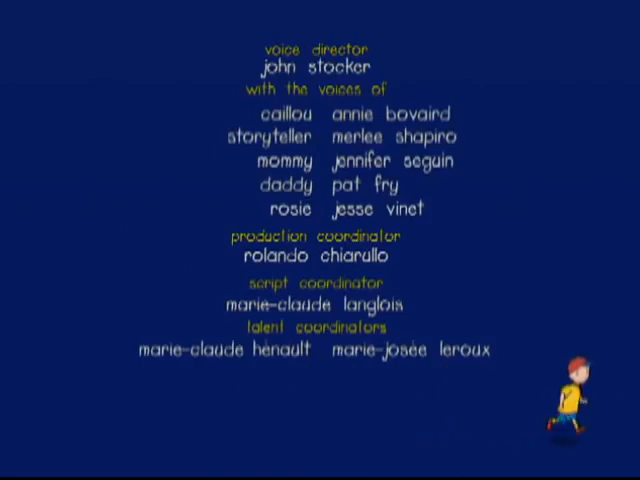 voice director
john stocker
with the voices of
caillou annie bovaird
storyteller merlee shapiro
mommy jennifer seguin
daddy pat fry
rosie jesse vinet
production coordinator
rolando chiarullo
script coordinator
marie-claude langlois
talent coordinators
marie-claude hénault marie-josée leroux